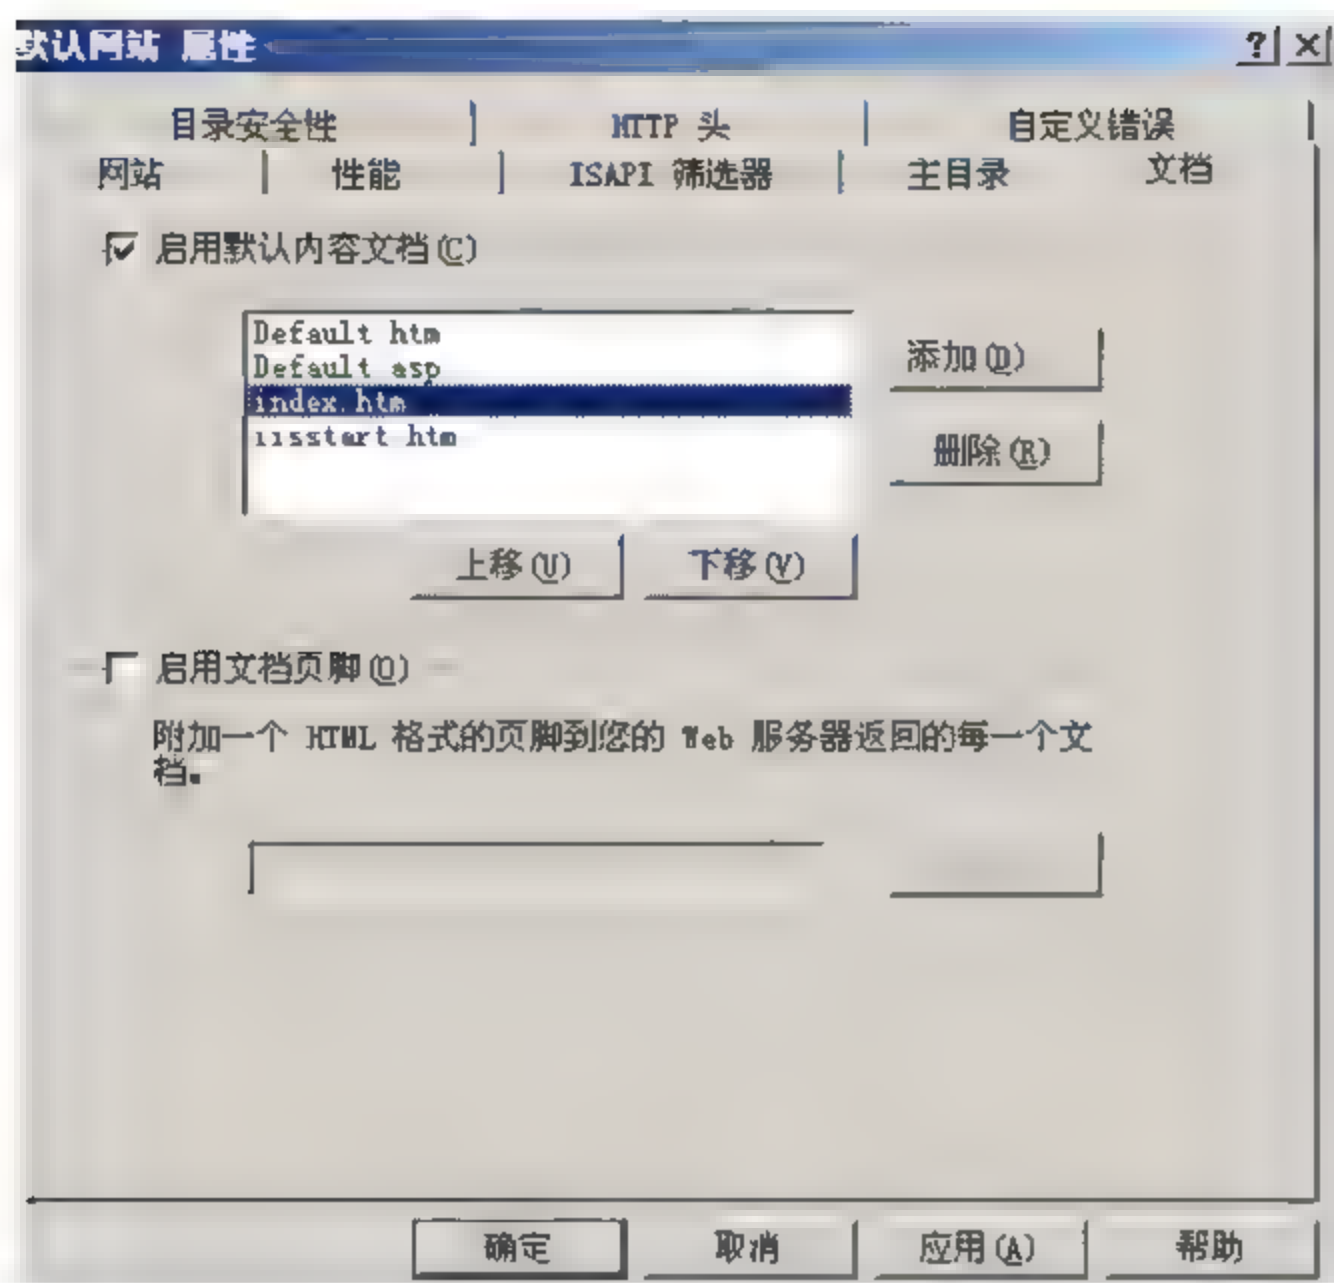 默认网站 属性
? ×
目录安全性 HTTP 头 自定义错误
网站 性能 ISAPI 筛选器 主目录 文档
启用默认内容文档(C)
Default htm
Default asp
index.htm
iisstart htm
添加(D)
删除(R)
上移(U) 下移(V)
启用文档页脚(O)
附加一个 HTML 格式的页脚到您的 Web 服务器返回的每一个文
档。
确定 取消 应用(A) 帮助